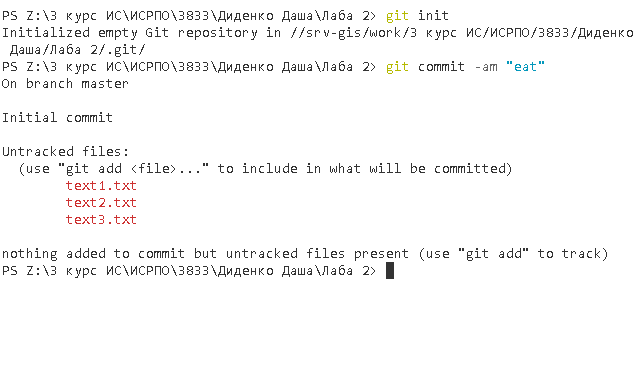 PS Z:\3 курс ИС\ИСРПО\3833\Диденко Даша\Лаба 2> git init
Initialized empty Git repository in //srv-gis/work/3 курс ИС/ИСРПО/3833/Диденко
Даша/Лаба 2/.git/
PS Z:\3 курс ИС\ИСРПО\3833\Диденко Даша\Лаба 2> git commit -am "eat"
On branch master
Initial commit
Untracked files:
(use "git add <file>..." to include in what will be committed)
text1.txt
text2.txt
text3.txt
nothing added to commit but untracked files present (use "git add" to track)
PS Z:\3 курс ИС\ИСРПО\3833\Диденко Даша\Лаба 2>